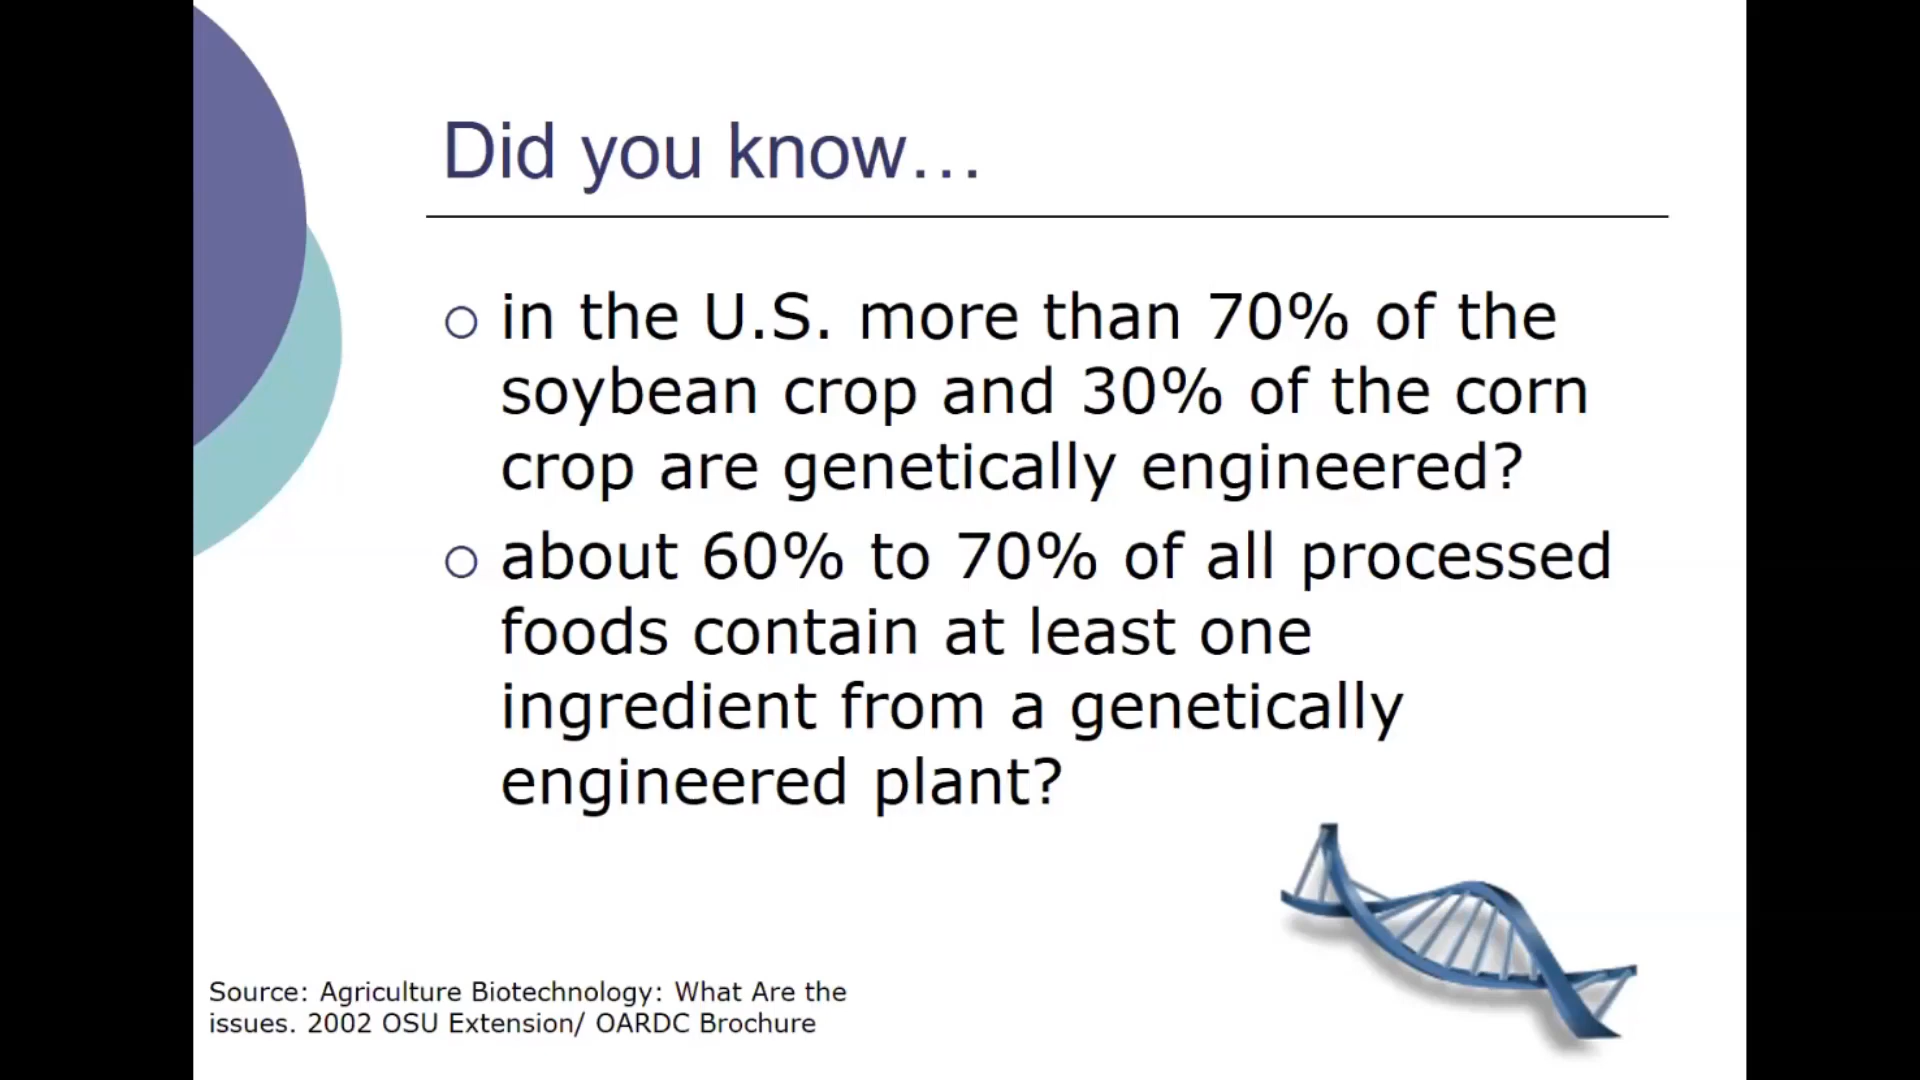 Did you know...
in the U.S. more than 70% of the
soybean crop and 30% of the corn
crop are genetically engineered?
about 60% to 70% of all processed
foods contain at least one
ingredient from a genetically
engineered plant?
Source: Agriculture Biotechnology: What Are the
issues. 2002 OSU Extension/ OARDC Brochure